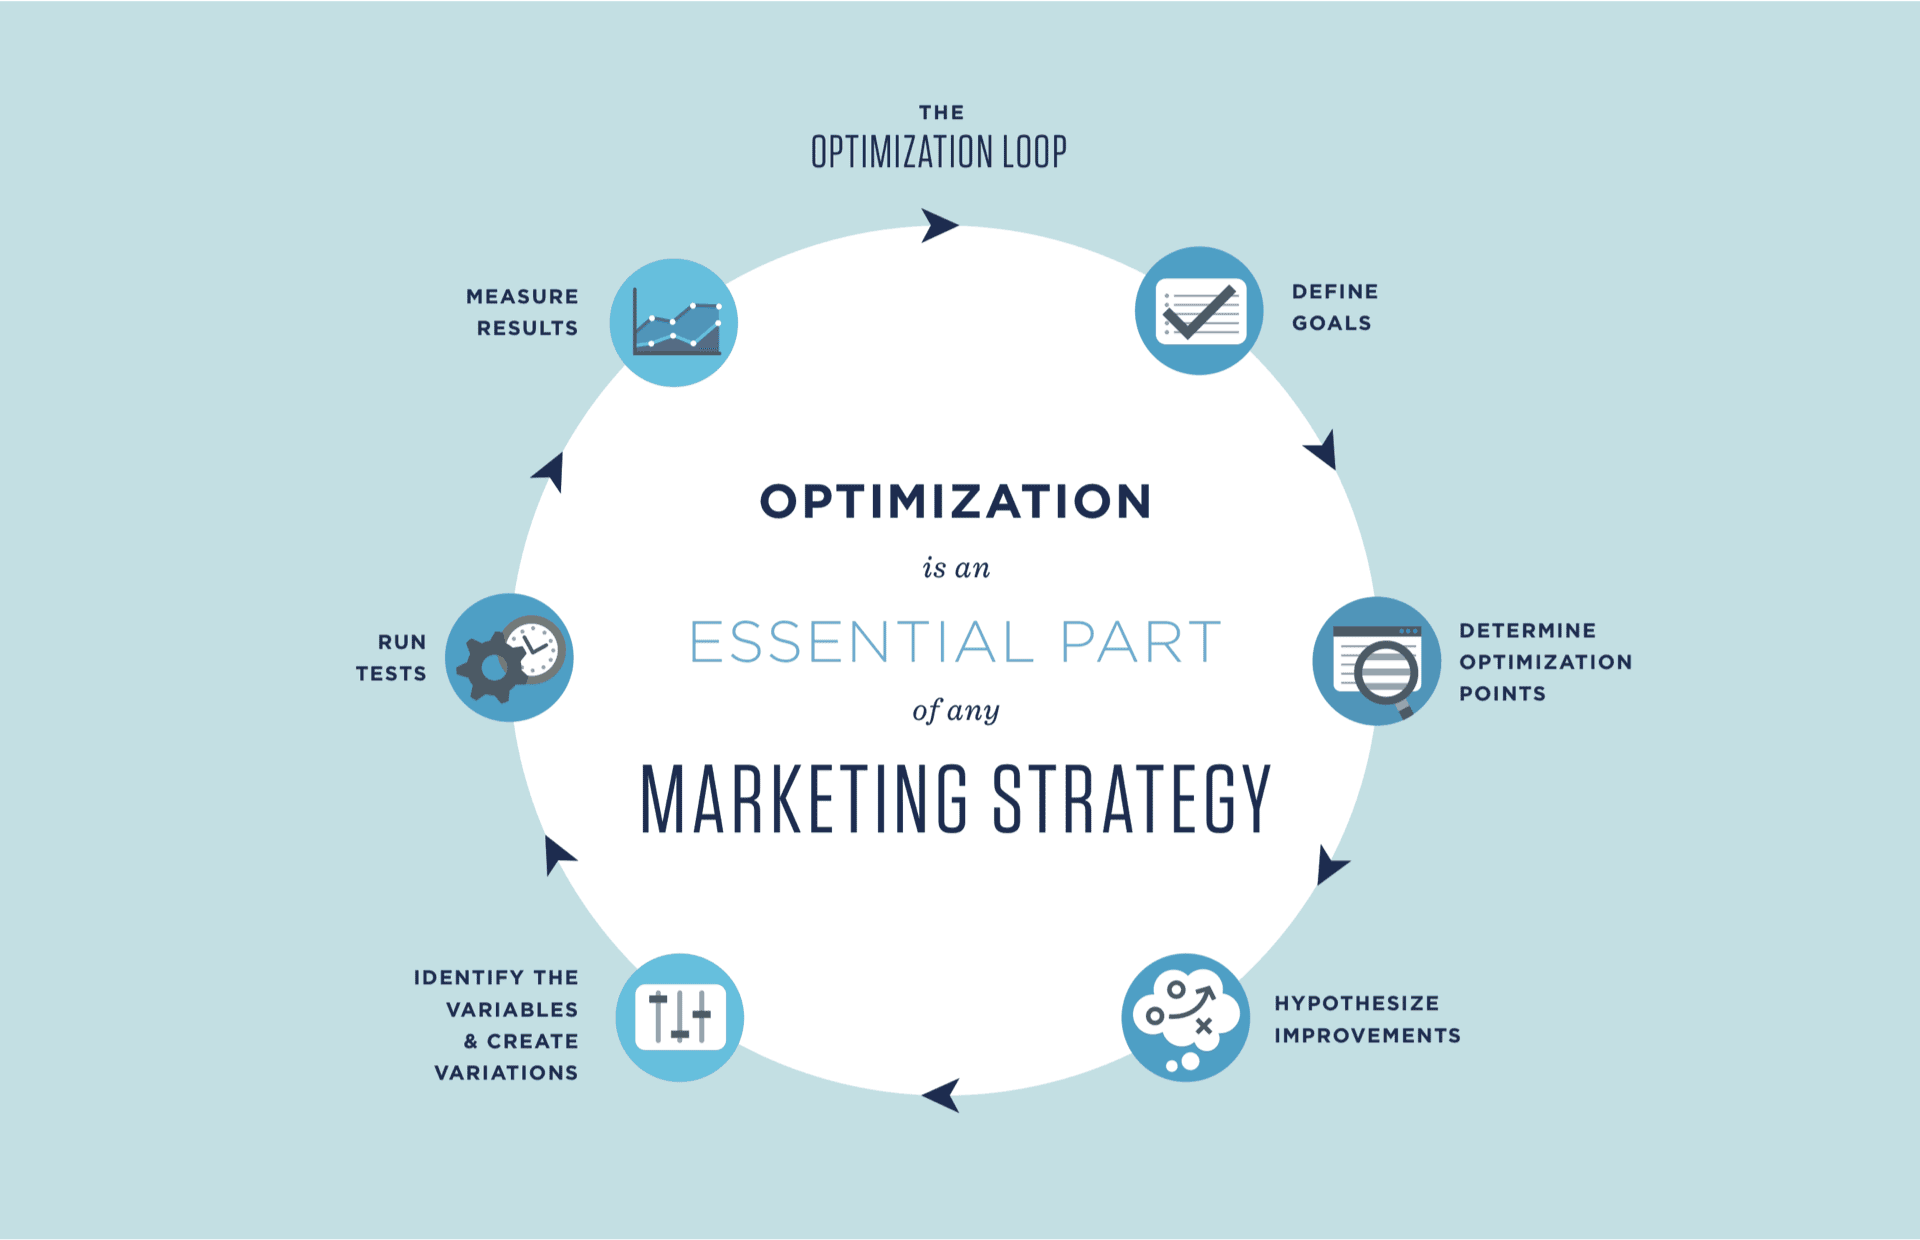 THE
OPTIMIZATION LOOP
MEASURE
RESULTS
DEFINE
GOALS
OPTIMIZATION
is an
ESSENTIAL PART
of any
MARKETING STRATEGY
RUN
TESTS
DETERMINE
OPTIMIZATION
POINTS
IDENTIFY THE
VARIABLES
& CREATE
VARIATIONS
HYPOTHESIZE
IMPROVEMENTS